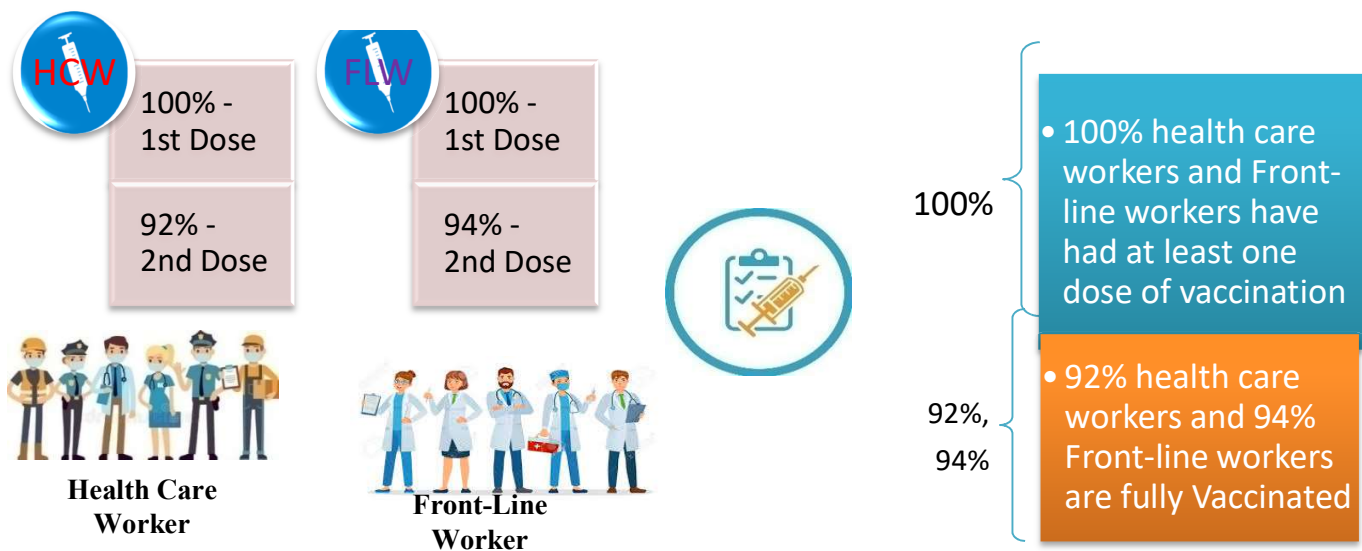 HCW
100% -
1st Dose
92% -
2nd Dose
Health Care
Worker
FLW
100% -
1st Dose
94% -
2nd Dose
Front-Line
Worker
100%
92%,
94%
• 100% health care
workers and Front-
line workers have
had at least one
dose of vaccination
• 92% health care
workers and 94%
Front-line workers
are fully Vaccinated